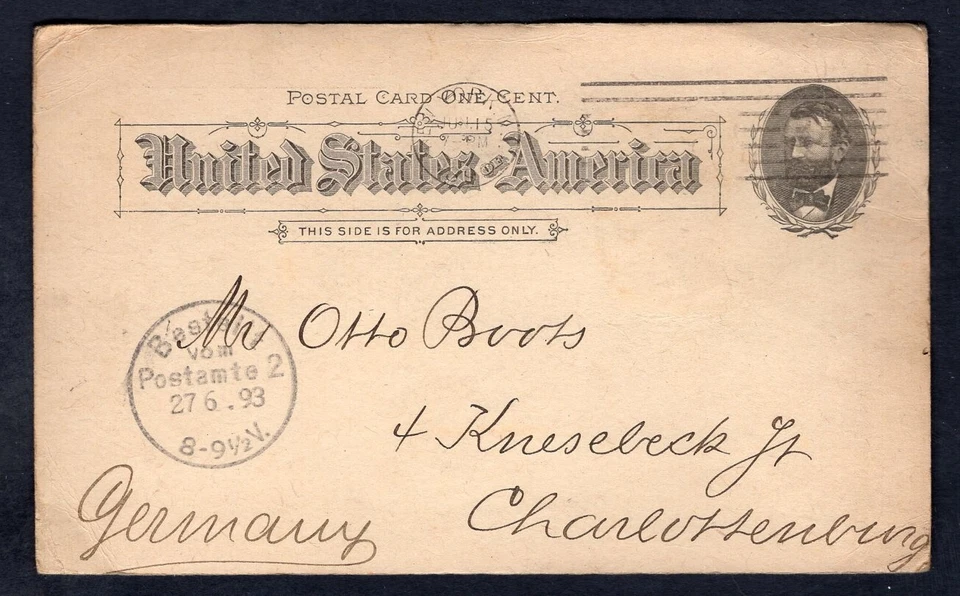 POSTAL CARD ONE CENT.
United States of America
THIS SIDE IS FOR ADDRESS ONLY.
Mr Otto Boots
4 Knesebeck St
Charlottenburg
Germany
Bestellt
vom
Postamte 2
27 6. 93
8-9½V.